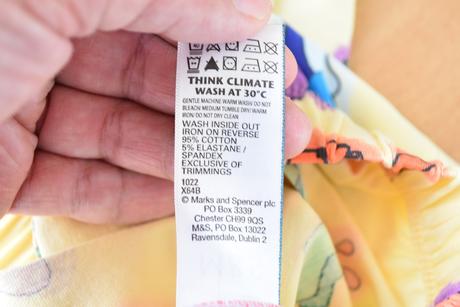 THINK CLIMATE
WASH AT 30°C
GENTLE MACHINE WARM WASH DO NOT
BLEACH MEDIUM TUMBLE DRY WARM
IRON DO NOT DRY CLEAN
WASH INSIDE OUT
IRON ON REVERSE
95% COTTON
5% ELASTANE /
SPANDEX
EXCLUSIVE OF
TRIMMINGS
1022
X64B
© Marks and Spencer plc
PO Box 3339
Chester CH99 9QS
M&S, PO Box 13022
Ravensdale, Dublin 2